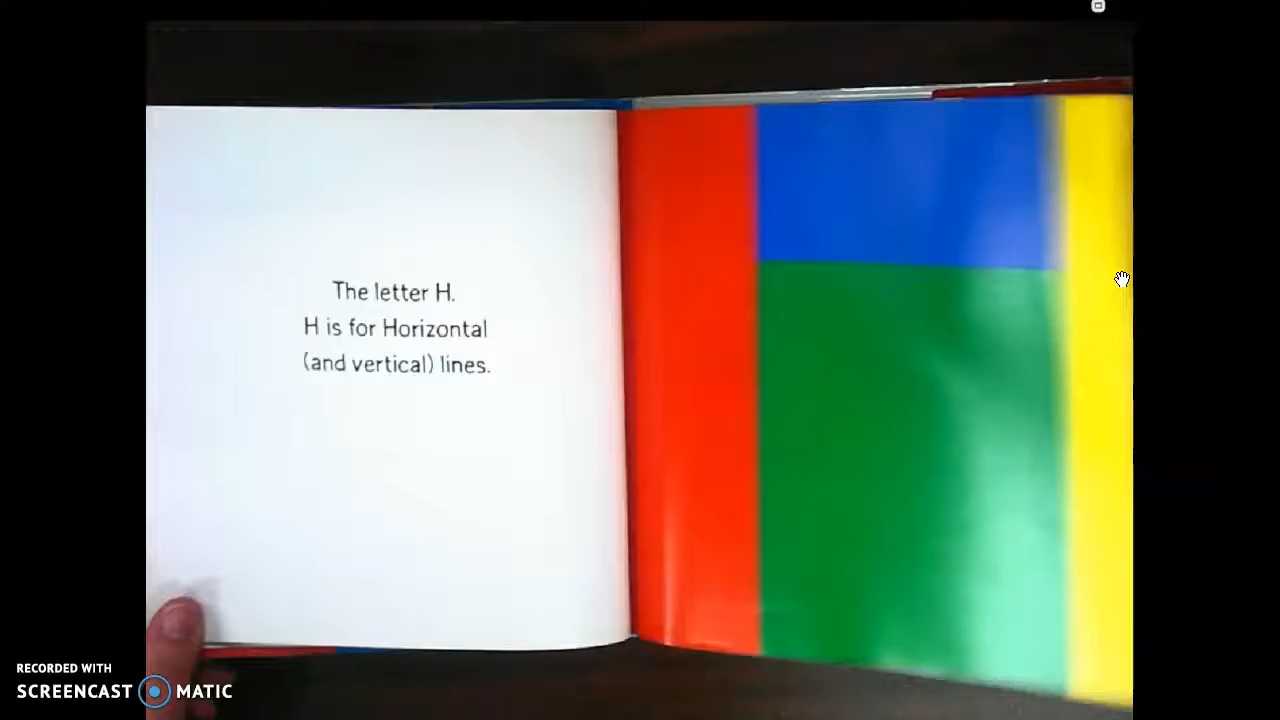 The letter H.
H is for Horizontal
(and vertical) lines.
RECORDED WITH
SCREENCAST MATIC